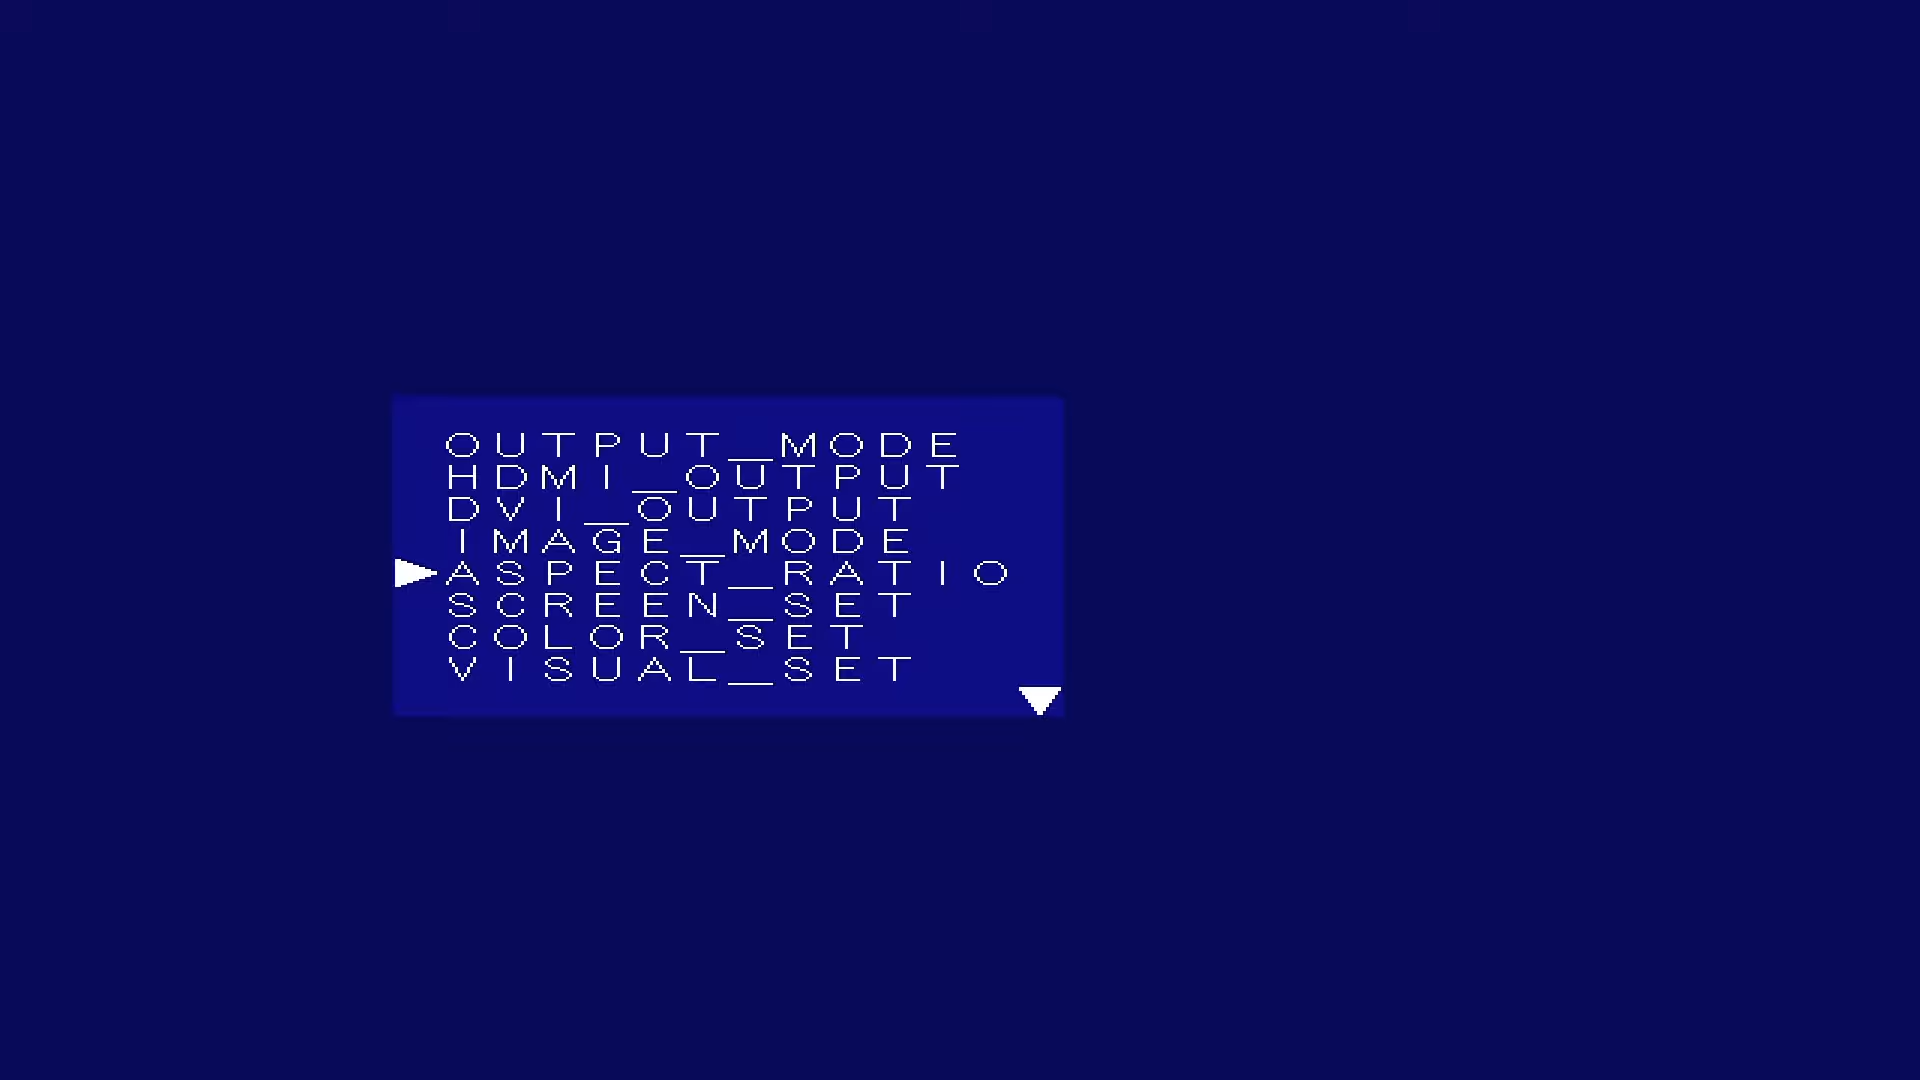 OUTPUT_MODE
HDMI_OUTPUT
DVI_OUTPUT
IMAGE_MODE
ASPECT_RATIO
SCREEN_SET
COLOR_SET
VISUAL_SET